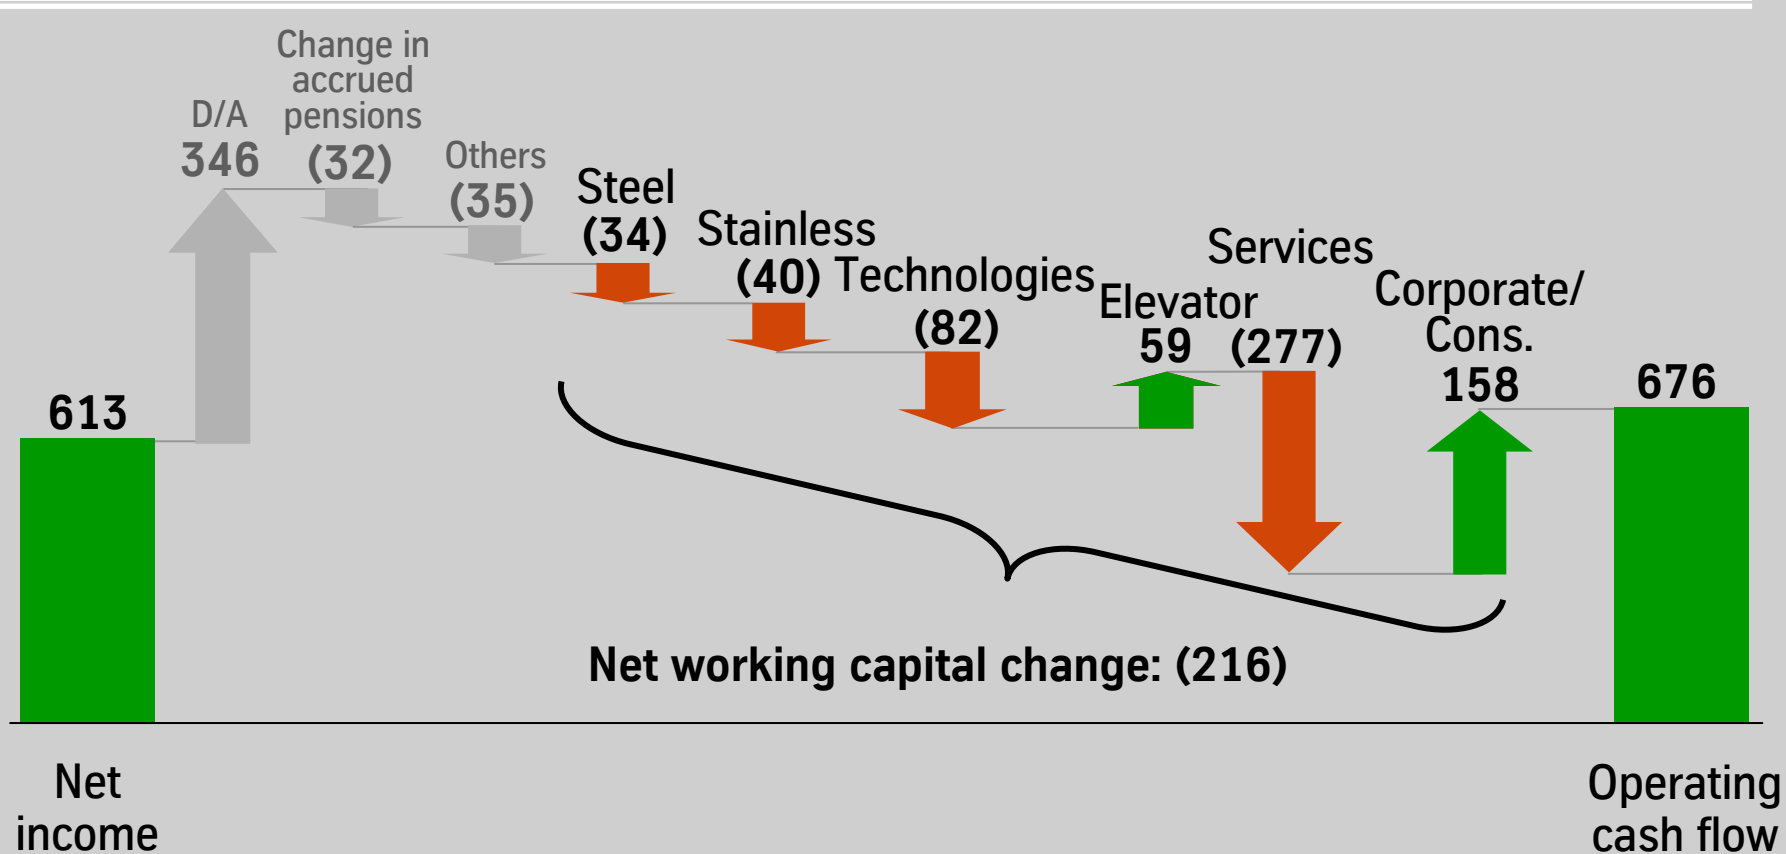 Change in
accrued
pensions
(32)
D/A
346
Others
(35)
Steel
(34)
Stainless
(40)
Technologies
(82)
Elevator
59
Services
(277)
Corporate/
Cons.
158
613
676
Net working capital change: (216)
Net
income
Operating
cash flow